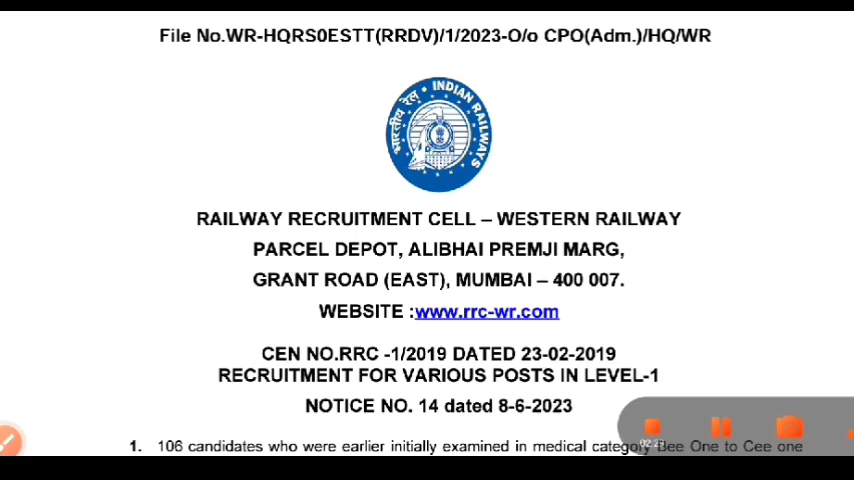 File No.WR-HQRS0ESTT(RRDV)/1/2023-O/o CPO(Adm.)/HQ/WR
भारतीय रेल • INDIAN RAILWAYS
RAILWAY RECRUITMENT CELL – WESTERN RAILWAY
PARCEL DEPOT, ALIBHAI PREMJI MARG,
GRANT ROAD (EAST), MUMBAI – 400 007.
WEBSITE :www.rrc-wr.com
CEN NO.RRC -1/2019 DATED 23-02-2019
RECRUITMENT FOR VARIOUS POSTS IN LEVEL-1
NOTICE NO. 14 dated 8-6-2023
1. 106 candidates who were earlier initially examined in medical category Bee One to Cee one